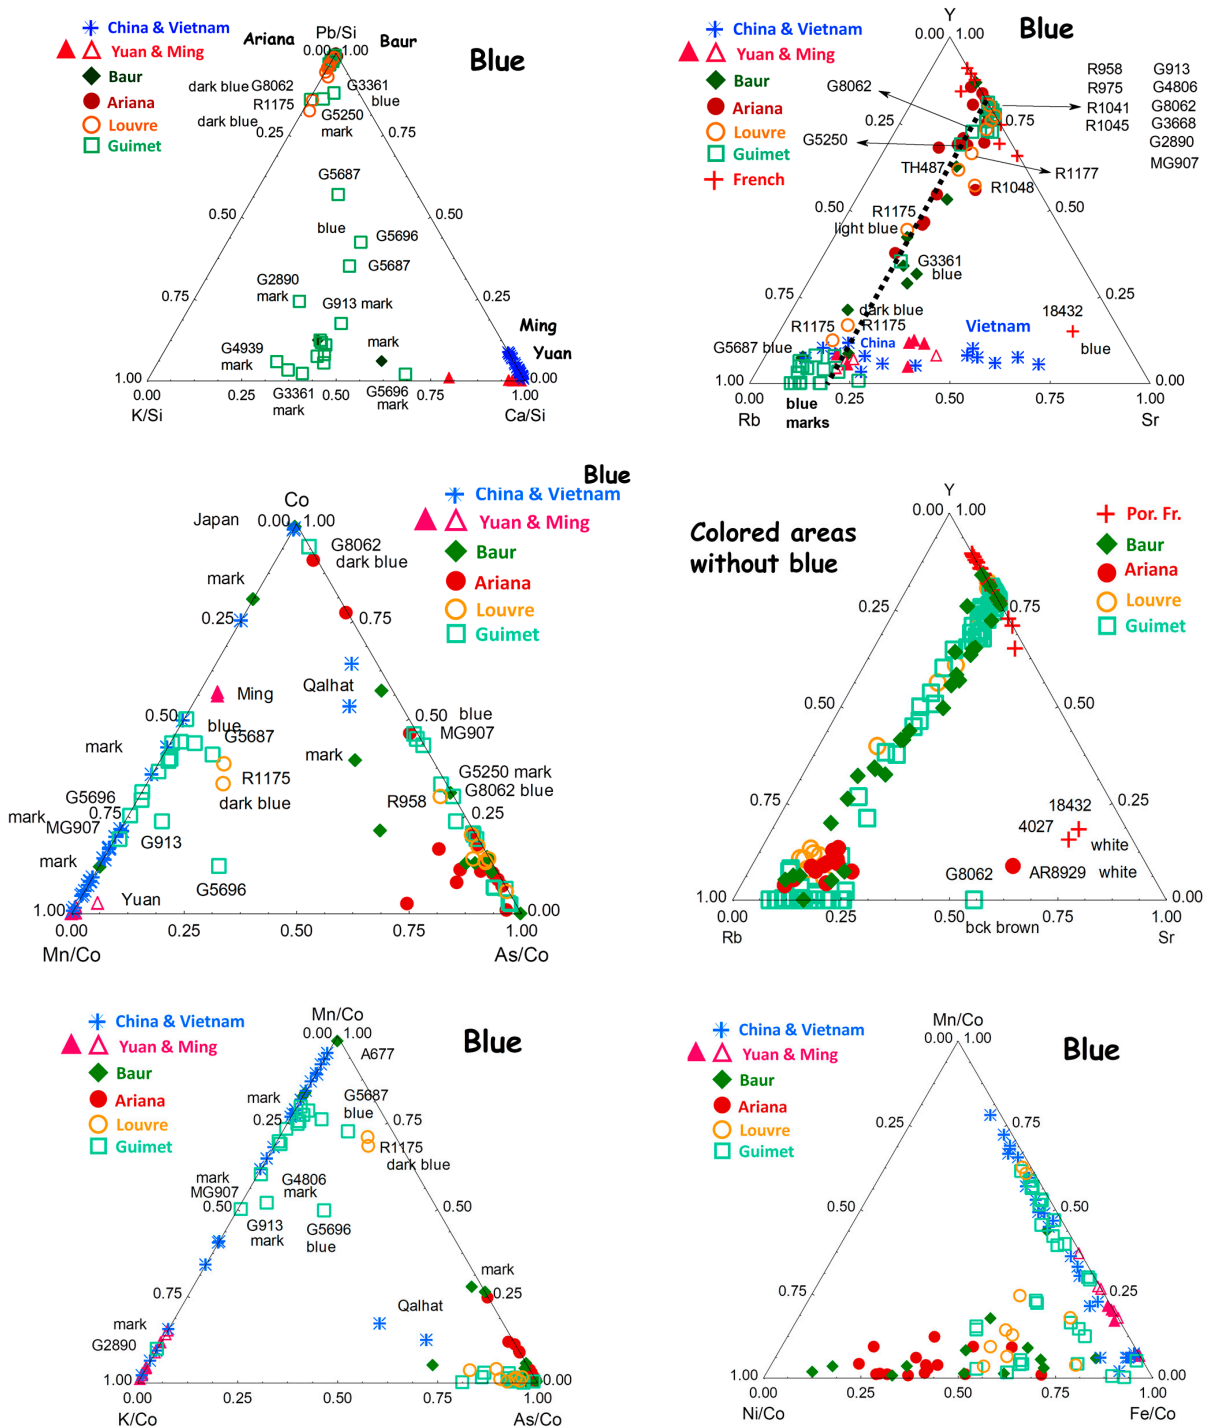 China & Vietnam
Yuan & Ming
Baur
Ariana
Louvre
Guimet
Ariana
Pb/Si
0.00 1.00
Baur
Blue
dark blue G8062
R1175
dark blue
0.25
G3361
blue
G5250
mark
0.75
G5687
0.50
0.50
blue
G5696
G5687
G2890
mark
0.75
0.25
G913 mark
Ming
mark
Yuan
G4939
mark
1.00
0.00
0.00
0.25
G3361
mark
0.50
G5696
mark
0.75
1.00
K/Si
Ca/Si
Y
0.00 1.00
Blue
China & Vietnam
Yuan & Ming
Baur
Ariana
Louvre
Guimet
French
G8062
G5250
0.25
0.75
R958 G913
R975 G4806
R1041 G8062
R1045 G3668
G2890
MG907
TH487
R1177
R1048
0.50
0.50
R1175
light blue
G3361
blue
0.75
0.25
dark blue
R1175 R1175
China
Vietnam
18432
blue
G5687 blue
1.00
0.00
0.00
blue
marks
0.25
0.50
0.75
1.00
Rb
Sr
Blue
Co
0.00 1.00
China & Vietnam
Yuan & Ming
Baur
Ariana
Louvre
Guimet
Japan
G8062
dark blue
mark
0.25
0.75
Qalhat
Ming
0.50
0.50
blue
MG907
blue
G5687
mark
mark
R1175
dark blue
G5250 mark
G8062 blue
R958
G5696
0.75
0.25
mark
MG907
G913
mark
G5696
Yuan
1.00
0.00
0.00
0.25
0.50
0.75
1.00
Mn/Co
As/Co
Y
0.00 1.00
Colored areas
without blue
Por. Fr.
Baur
Ariana
Louvre
Guimet
0.25
0.75
0.50
0.50
0.75
0.25
18432
4027
white
G8062
AR8929 white
1.00
0.00
0.00
0.25
0.50
bck brown
0.75
1.00
Rb
Sr
China & Vietnam
Yuan & Ming
Baur
Ariana
Louvre
Guimet
Mn/Co
0.00 1.00
Blue
A677
mark
0.25
G5687
blue
0.75
R1175
dark blue
mark
MG907
G4806
mark
0.50
0.50
G913
mark
G5696
blue
mark
0.75
0.25
Qalhat
mark
G2890
1.00
0.00
0.00
0.25
0.50
0.75
1.00
K/Co
As/Co
China & Vietnam
Yuan & Ming
Baur
Ariana
Louvre
Guimet
Mn/Co
0.00 1.00
Blue
0.25
0.75
0.50
0.50
0.75
0.25
1.00
0.00
0.00
0.25
0.50
0.75
1.00
Ni/Co
Fe/Co